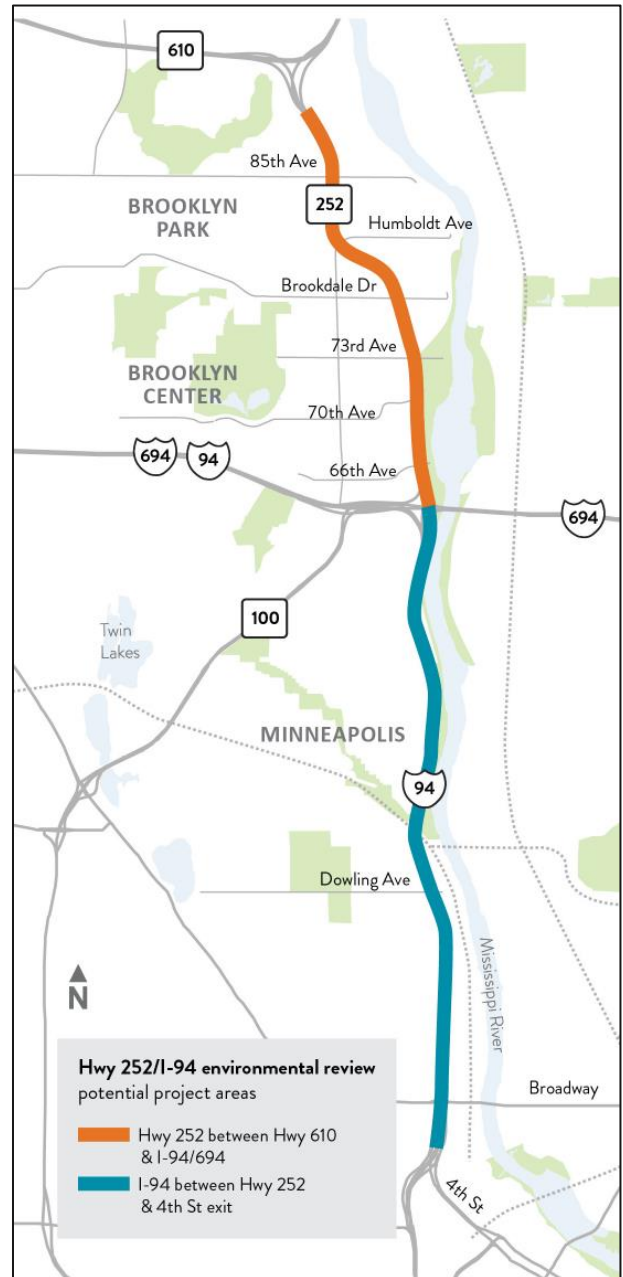 610
85th Ave
252
BROOKLYN
PARK
Humboldt Ave
Brookdale Dr
73rd Ave
BROOKLYN
CENTER
70th Ave
694
94
66th Ave
694
100
Twin
Lakes
MINNEAPOLIS
94
Dowling Ave
Mississippi River
N
Hwy 252/I-94 environmental review
potential project areas
Hwy 252 between Hwy 610
& I-94/694
I-94 between Hwy 252
& 4th St exit
Broadway
4th St